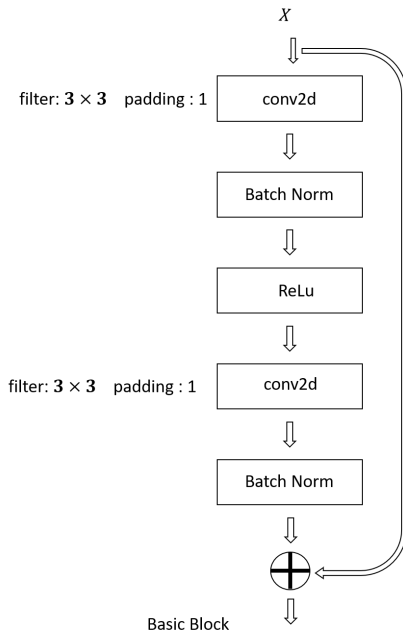 X
filter: 3 × 3 padding : 1
conv2d
Batch Norm
ReLu
filter: 3 × 3 padding : 1
conv2d
Batch Norm
Basic Block